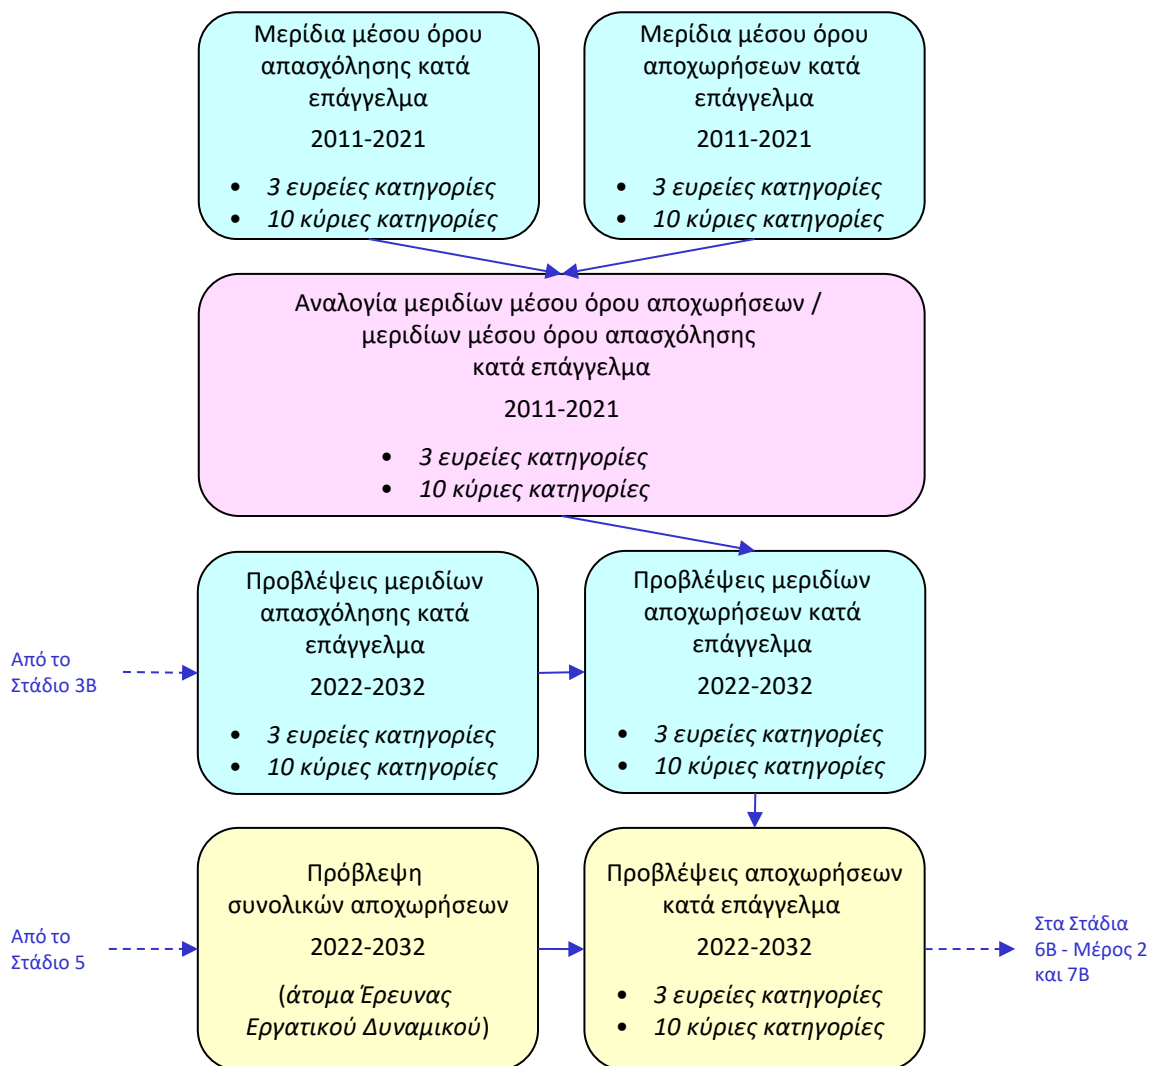 Μερίδια μέσου όρου
απασχόλησης κατά
επάγγελμα
2011-2021
• 3 ευρείες κατηγορίες
• 10 κύριες κατηγορίες
Μερίδια μέσου όρου
αποχωρήσεων κατά
επάγγελμα
2011-2021
• 3 ευρείες κατηγορίες
• 10 κύριες κατηγορίες
Αναλογία μεριδίων μέσου όρου αποχωρήσεων /
μεριδίων μέσου όρου απασχόλησης
κατά επάγγελμα
2011-2021
• 3 ευρείες κατηγορίες
• 10 κύριες κατηγορίες
Από το
Στάδιο 3Β
Προβλέψεις μεριδίων
απασχόλησης κατά
επάγγελμα
2022-2032
• 3 ευρείες κατηγορίες
• 10 κύριες κατηγορίες
Προβλέψεις μεριδίων
αποχωρήσεων κατά
επάγγελμα
2022-2032
• 3 ευρείες κατηγορίες
• 10 κύριες κατηγορίες
Από το
Στάδιο 5
Πρόβλεψη
συνολικών αποχωρήσεων
2022-2032
(άτομα Έρευνας
Εργατικού Δυναμικού)
Προβλέψεις αποχωρήσεων
κατά επάγγελμα
2022-2032
• 3 ευρείες κατηγορίες
• 10 κύριες κατηγορίες
Στα Στάδια
6Β - Μέρος 2
και 7Β